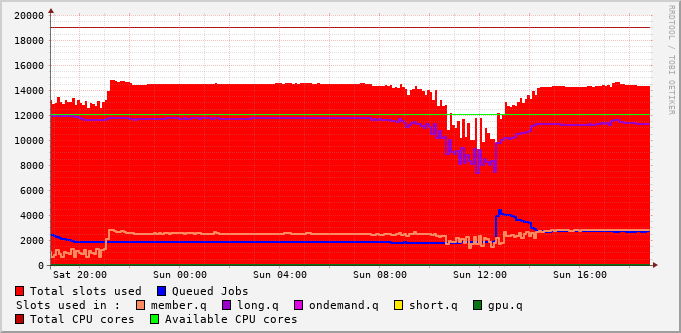 20000
18000
16000
14000
12000
10000
8000
6000
4000
2000
0
Sat 20:00 Sun 00:00 Sun 04:00 Sun 08:00 Sun 12:00 Sun 16:00
Total slots used Queued Jobs
Slots used in : member.q long.q ondemand.q short.q gpu.q
Total CPU cores Available CPU cores
RRDTOOL / TOBI OETIKER